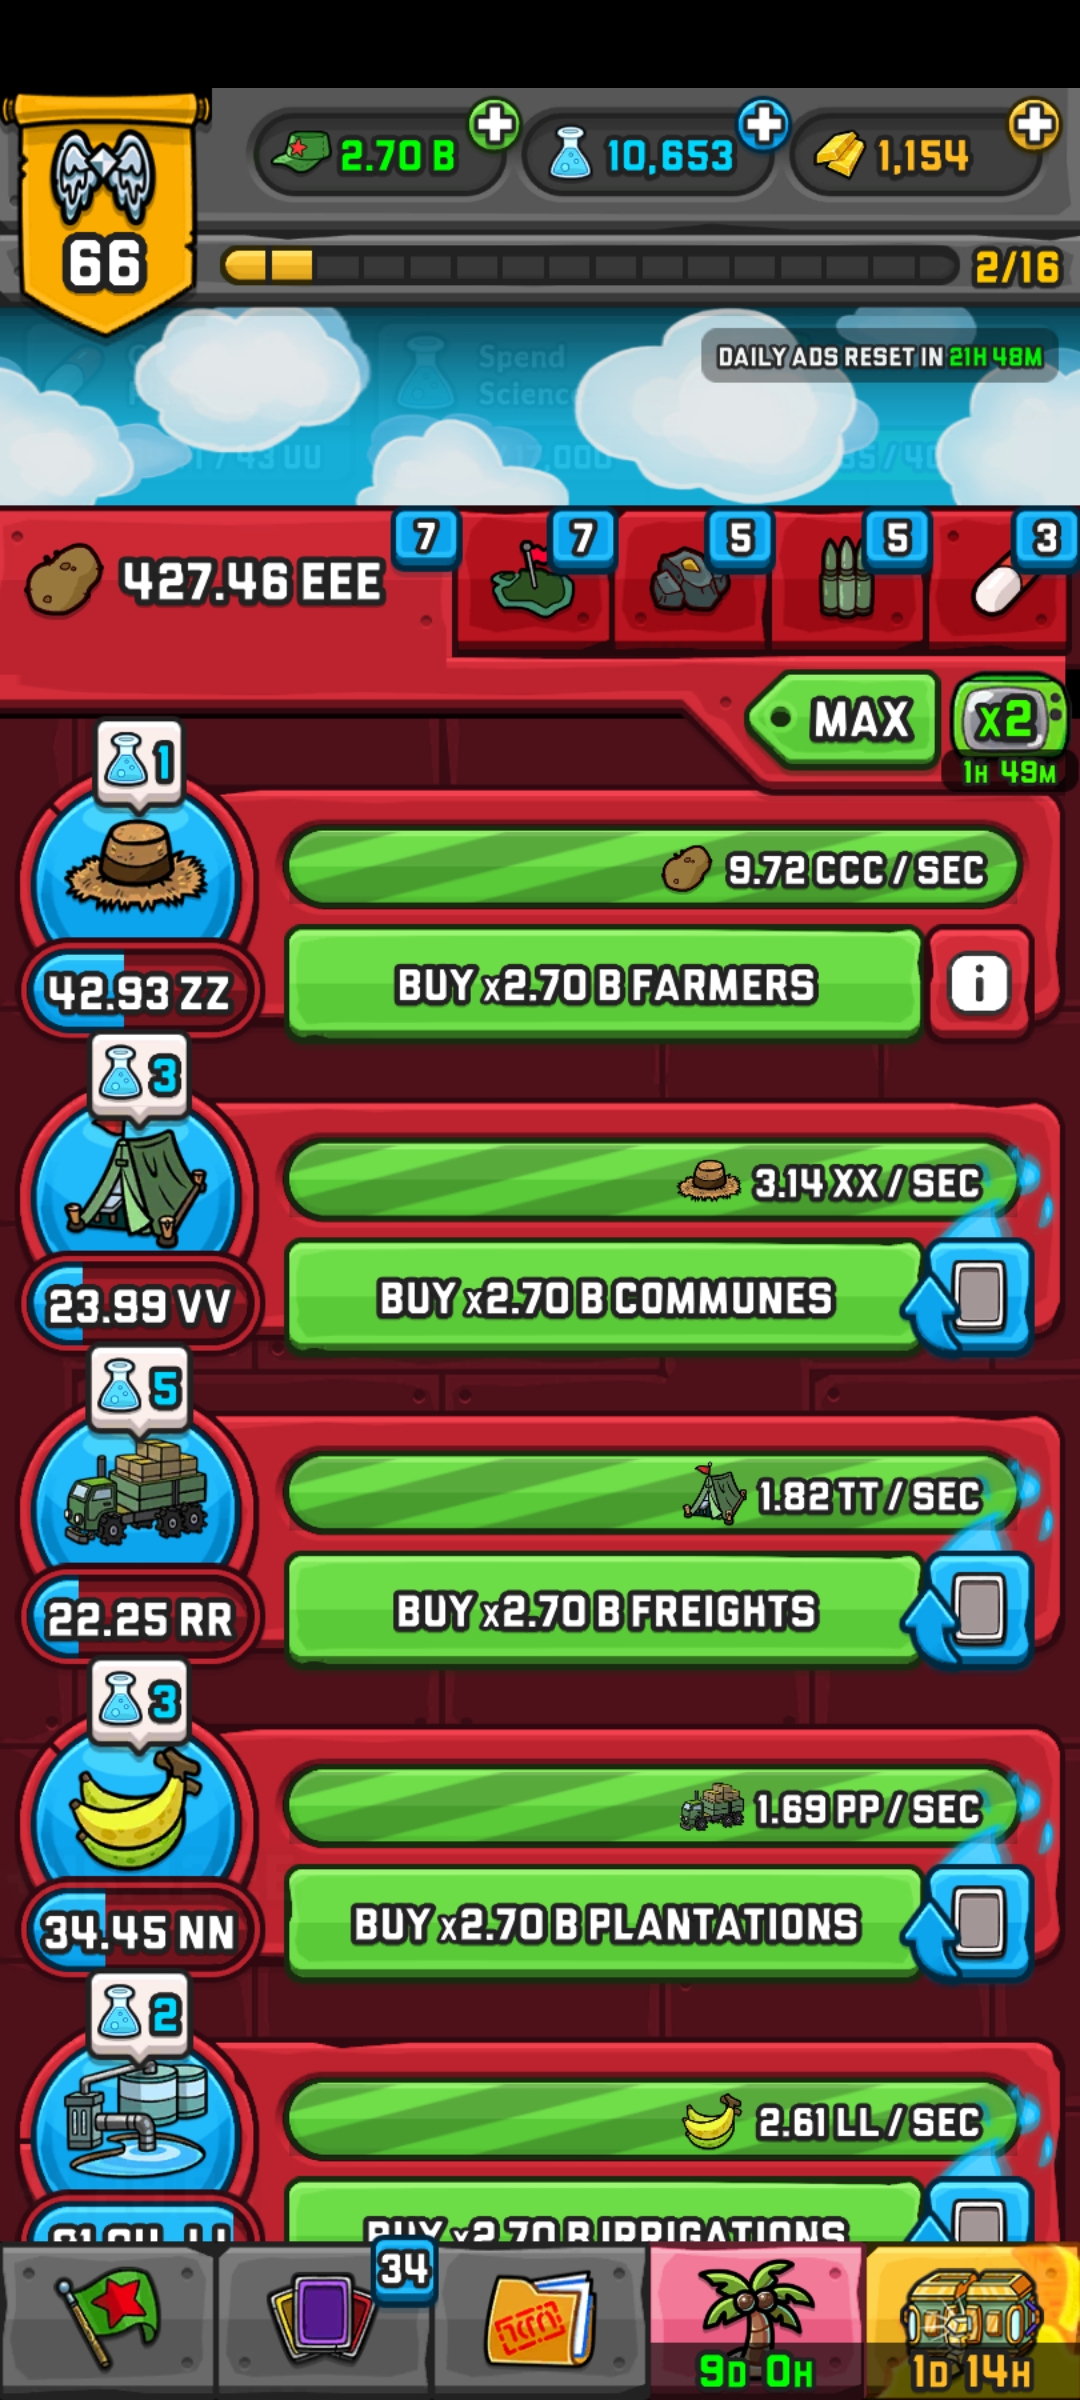 2.70 B
10,653
1,154
66
2/16
DAILY ADS RESET IN 21H 48M
Spend
Science
427.46 EEE
7
7
5
5
3
MAX
x2
1H 49M
1
9.72 CCC / SEC
42.93 ZZ
BUY x2.70 B FARMERS
i
3
3.14 XX / SEC
23.99 VV
BUY x2.70 B COMMUNES
5
1.82 TT / SEC
22.25 RR
BUY x2.70 B FREIGHTS
3
1.69 PP / SEC
34.45 NN
BUY x2.70 B PLANTATIONS
2
2.61 LL / SEC
BUY x2.70 B IRRIGATIONS
34
9D 0H
1D 14H